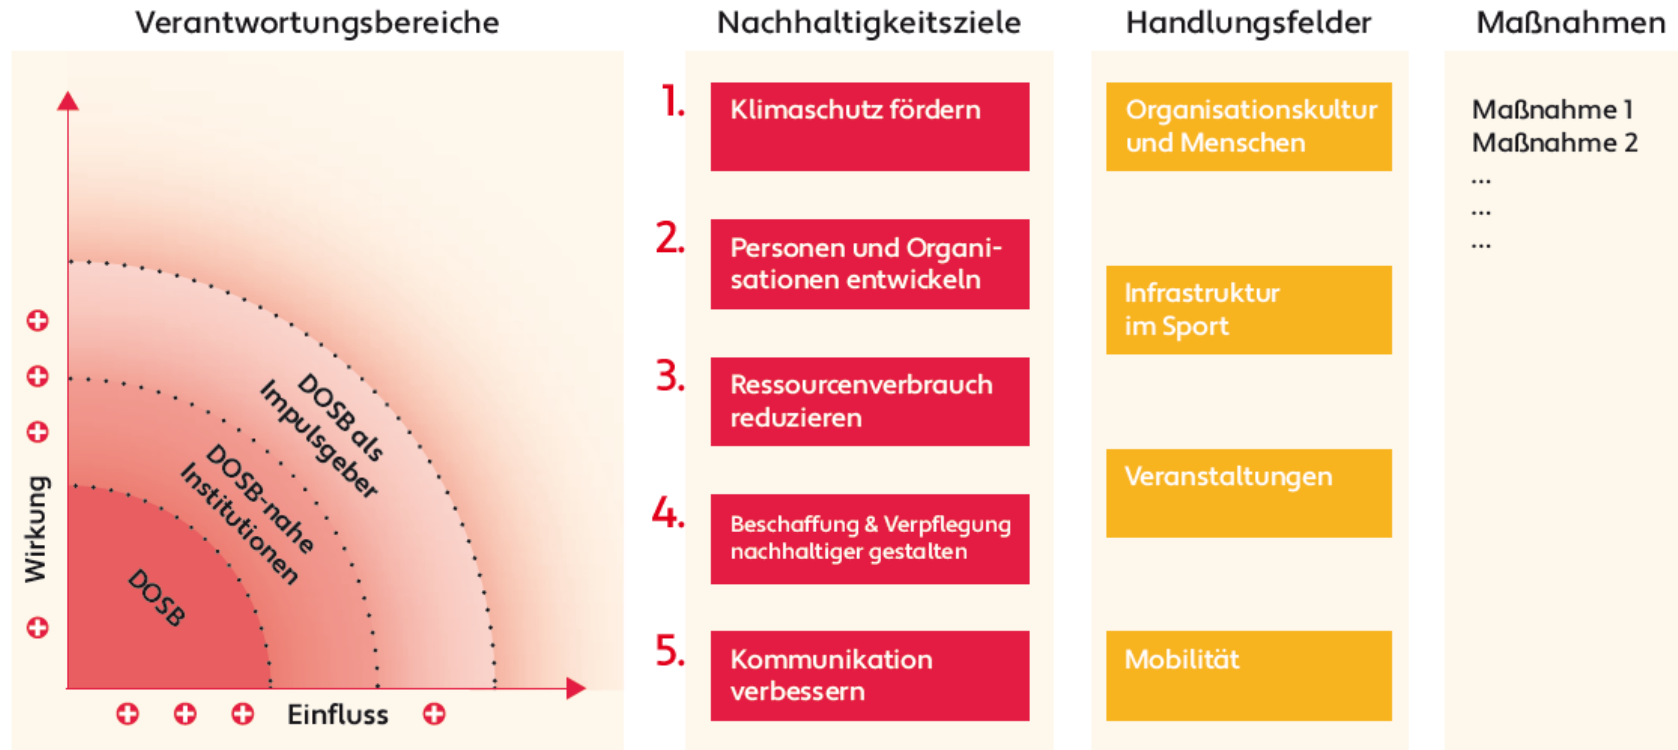 Verantwortungsbereiche
Wirkung
DOSB als
Impulsgeber
DOSB-nahe
Institutionen
DOSB
Einfluss
Nachhaltigkeitsziele
1.
Klimaschutz fördern
2.
Personen und Organi-
sationen entwickeln
3.
Ressourcenverbrauch
reduzieren
4.
Beschaffung & Verpflegung
nachhaltiger gestalten
5.
Kommunikation
verbessern
Handlungsfelder
Organisationskultur
und Menschen
Infrastruktur
im Sport
Veranstaltungen
Mobilität
Maßnahmen
Maßnahme 1
Maßnahme 2
...
...
...